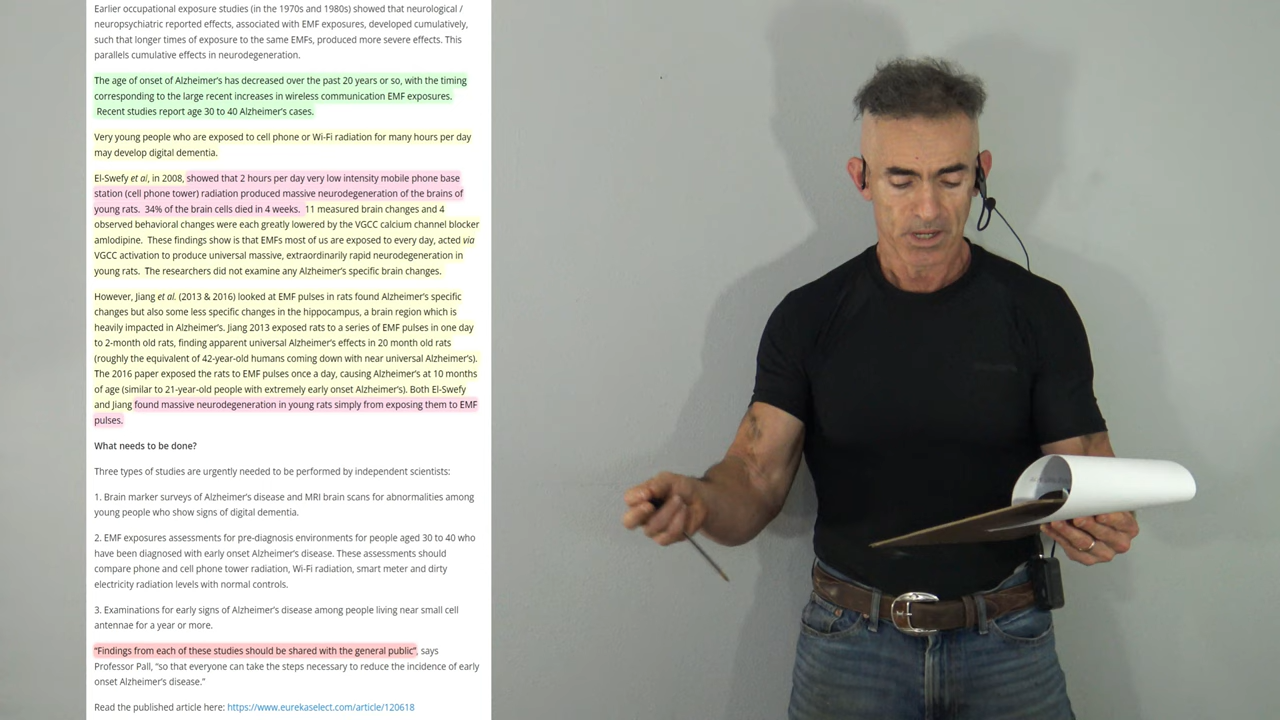 Earlier occupational exposure studies (in the 1970s and 1980s) showed that neurological /
neuropsychiatric reported effects, associated with EMF exposures, developed cumulatively,
such that longer times of exposure to the same EMFs, produced more severe effects. This
parallels cumulative effects in neurodegeneration.
The age of onset of Alzheimer's has decreased over the past 20 years or so, with the timing
corresponding to the large recent increases in wireless communication EMF exposures.
Recent studies report age 30 to 40 Alzheimer's cases.
Very young people who are exposed to cell phone or Wi-Fi radiation for many hours per day
may develop digital dementia.
El-Swefy et al, in 2008, showed that 2 hours per day very low intensity mobile phone base
station (cell phone tower) radiation produced massive neurodegeneration of the brains of
young rats. 34% of the brain cells died in 4 weeks. 11 measured brain changes and 4
observed behavioral changes were each greatly lowered by the VGCC calcium channel blocker
amlodipine. These findings show is that EMFs most of us are exposed to every day, acted via
VGCC activation to produce universal massive, extraordinarily rapid neurodegeneration in
young rats. The researchers did not examine any Alzheimer's specific brain changes.
However, Jiang et al. (2013 & 2016) looked at EMF pulses in rats found Alzheimer's specific
changes but also some less specific changes in the hippocampus, a brain region which is
heavily impacted in Alzheimer's. Jiang 2013 exposed rats to a series of EMF pulses in one day
to 2-month old rats, finding apparent universal Alzheimer's effects in 20 month old rats
(roughly the equivalent of 42-year-old humans coming down with near universal Alzheimer's).
The 2016 paper exposed the rats to EMF pulses once a day, causing Alzheimer's at 10 months
of age (similar to 21-year-old people with extremely early onset Alzheimer's). Both El-Swefy
and Jiang found massive neurodegeneration in young rats simply from exposing them to EMF
pulses.
What needs to be done?
Three types of studies are urgently needed to be performed by independent scientists:
1. Brain marker surveys of Alzheimer's disease and MRI brain scans for abnormalities among
young people who show signs of digital dementia.
2. EMF exposures assessments for pre-diagnosis environments for people aged 30 to 40 who
have been diagnosed with early onset Alzheimer's disease. These assessments should
compare phone and cell phone tower radiation, Wi-Fi radiation, smart meter and dirty
electricity radiation levels with normal controls.
3. Examinations for early signs of Alzheimer's disease among people living near small cell
antennae for a year or more.
"Findings from each of these studies should be shared with the general public", says
Professor Pall, "so that everyone can take the steps necessary to reduce the incidence of early
onset Alzheimer's disease."
Read the published article here: https://www.eurekaselect.com/article/120618